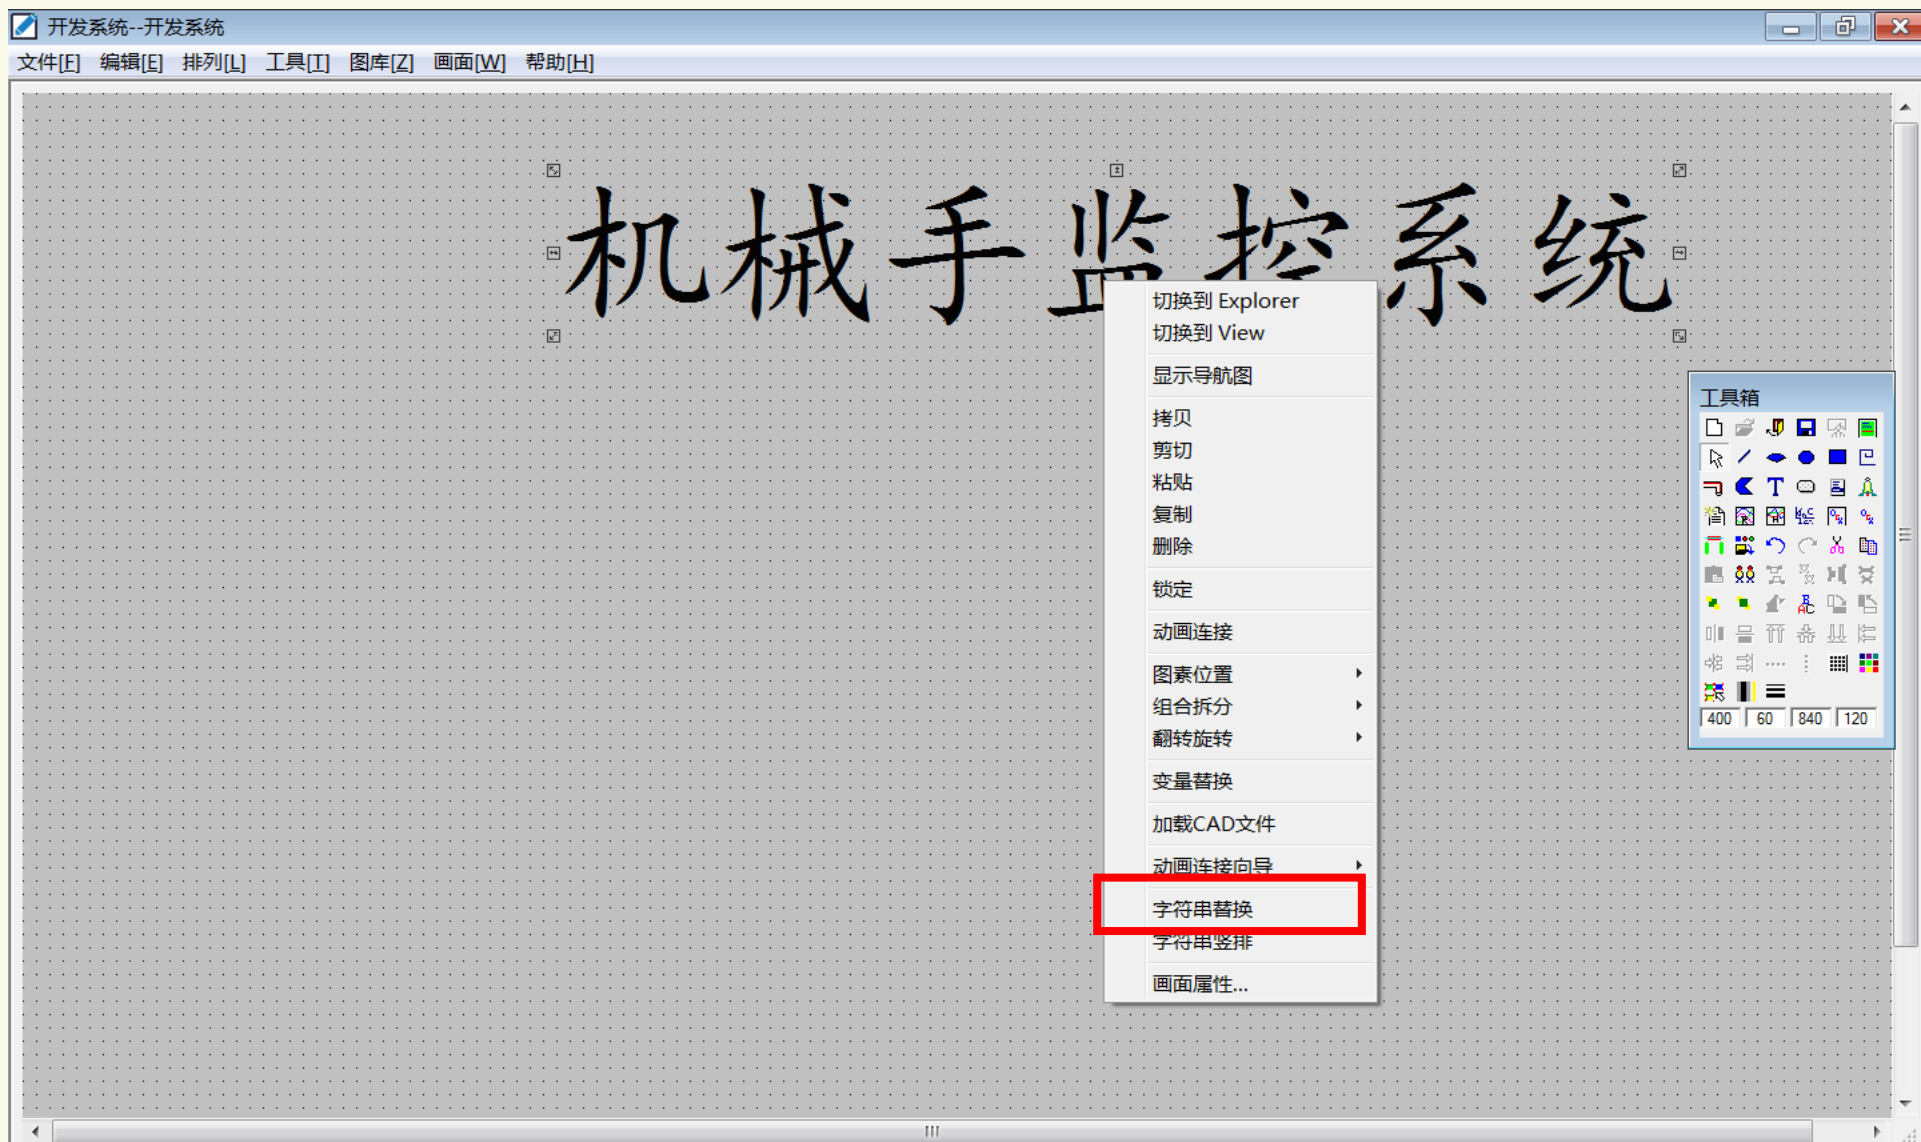 开发系统--开发系统
文件[F] 编辑[E] 排列[L] 工具[T] 图库[Z] 画面[W] 帮助[H]
机械手监控系统
切换到 Explorer
切换到 View
显示导航图
拷贝
剪切
粘贴
复制
删除
锁定
动画连接
图素位置
组合拆分
翻转旋转
变量替换
加载CAD文件
动画连接向导
字符串替换
字符串竖排
画面属性...
工具箱
400 60 840 120